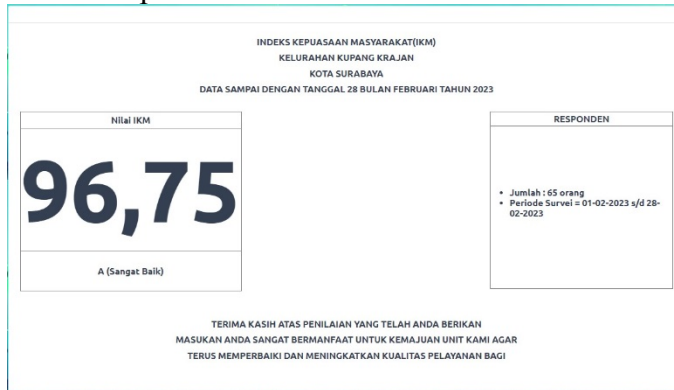 INDEKS KEPUASAAN MASYARAKAT(IKM)
KELURAHAN KUPANG KRAJAN
KOTA SURABAYA
DATA SAMPAI DENGAN TANGGAL 28 BULAN FEBRUARI TAHUN 2023
Nilai IKM
96,75
A (Sangat Baik)
RESPONDEN
• Jumlah : 65 orang
• Periode Survei = 01-02-2023 s/d 28-
02-2023
TERIMA KASIH ATAS PENILAIAN YANG TELAH ANDA BERIKAN
MASUKAN ANDA SANGAT BERMANFAAT UNTUK KEMAJUAN UNIT KAMI AGAR
TERUS MEMPERBAIKI DAN MENINGKATKAN KUALITAS PELAYANAN BAGI